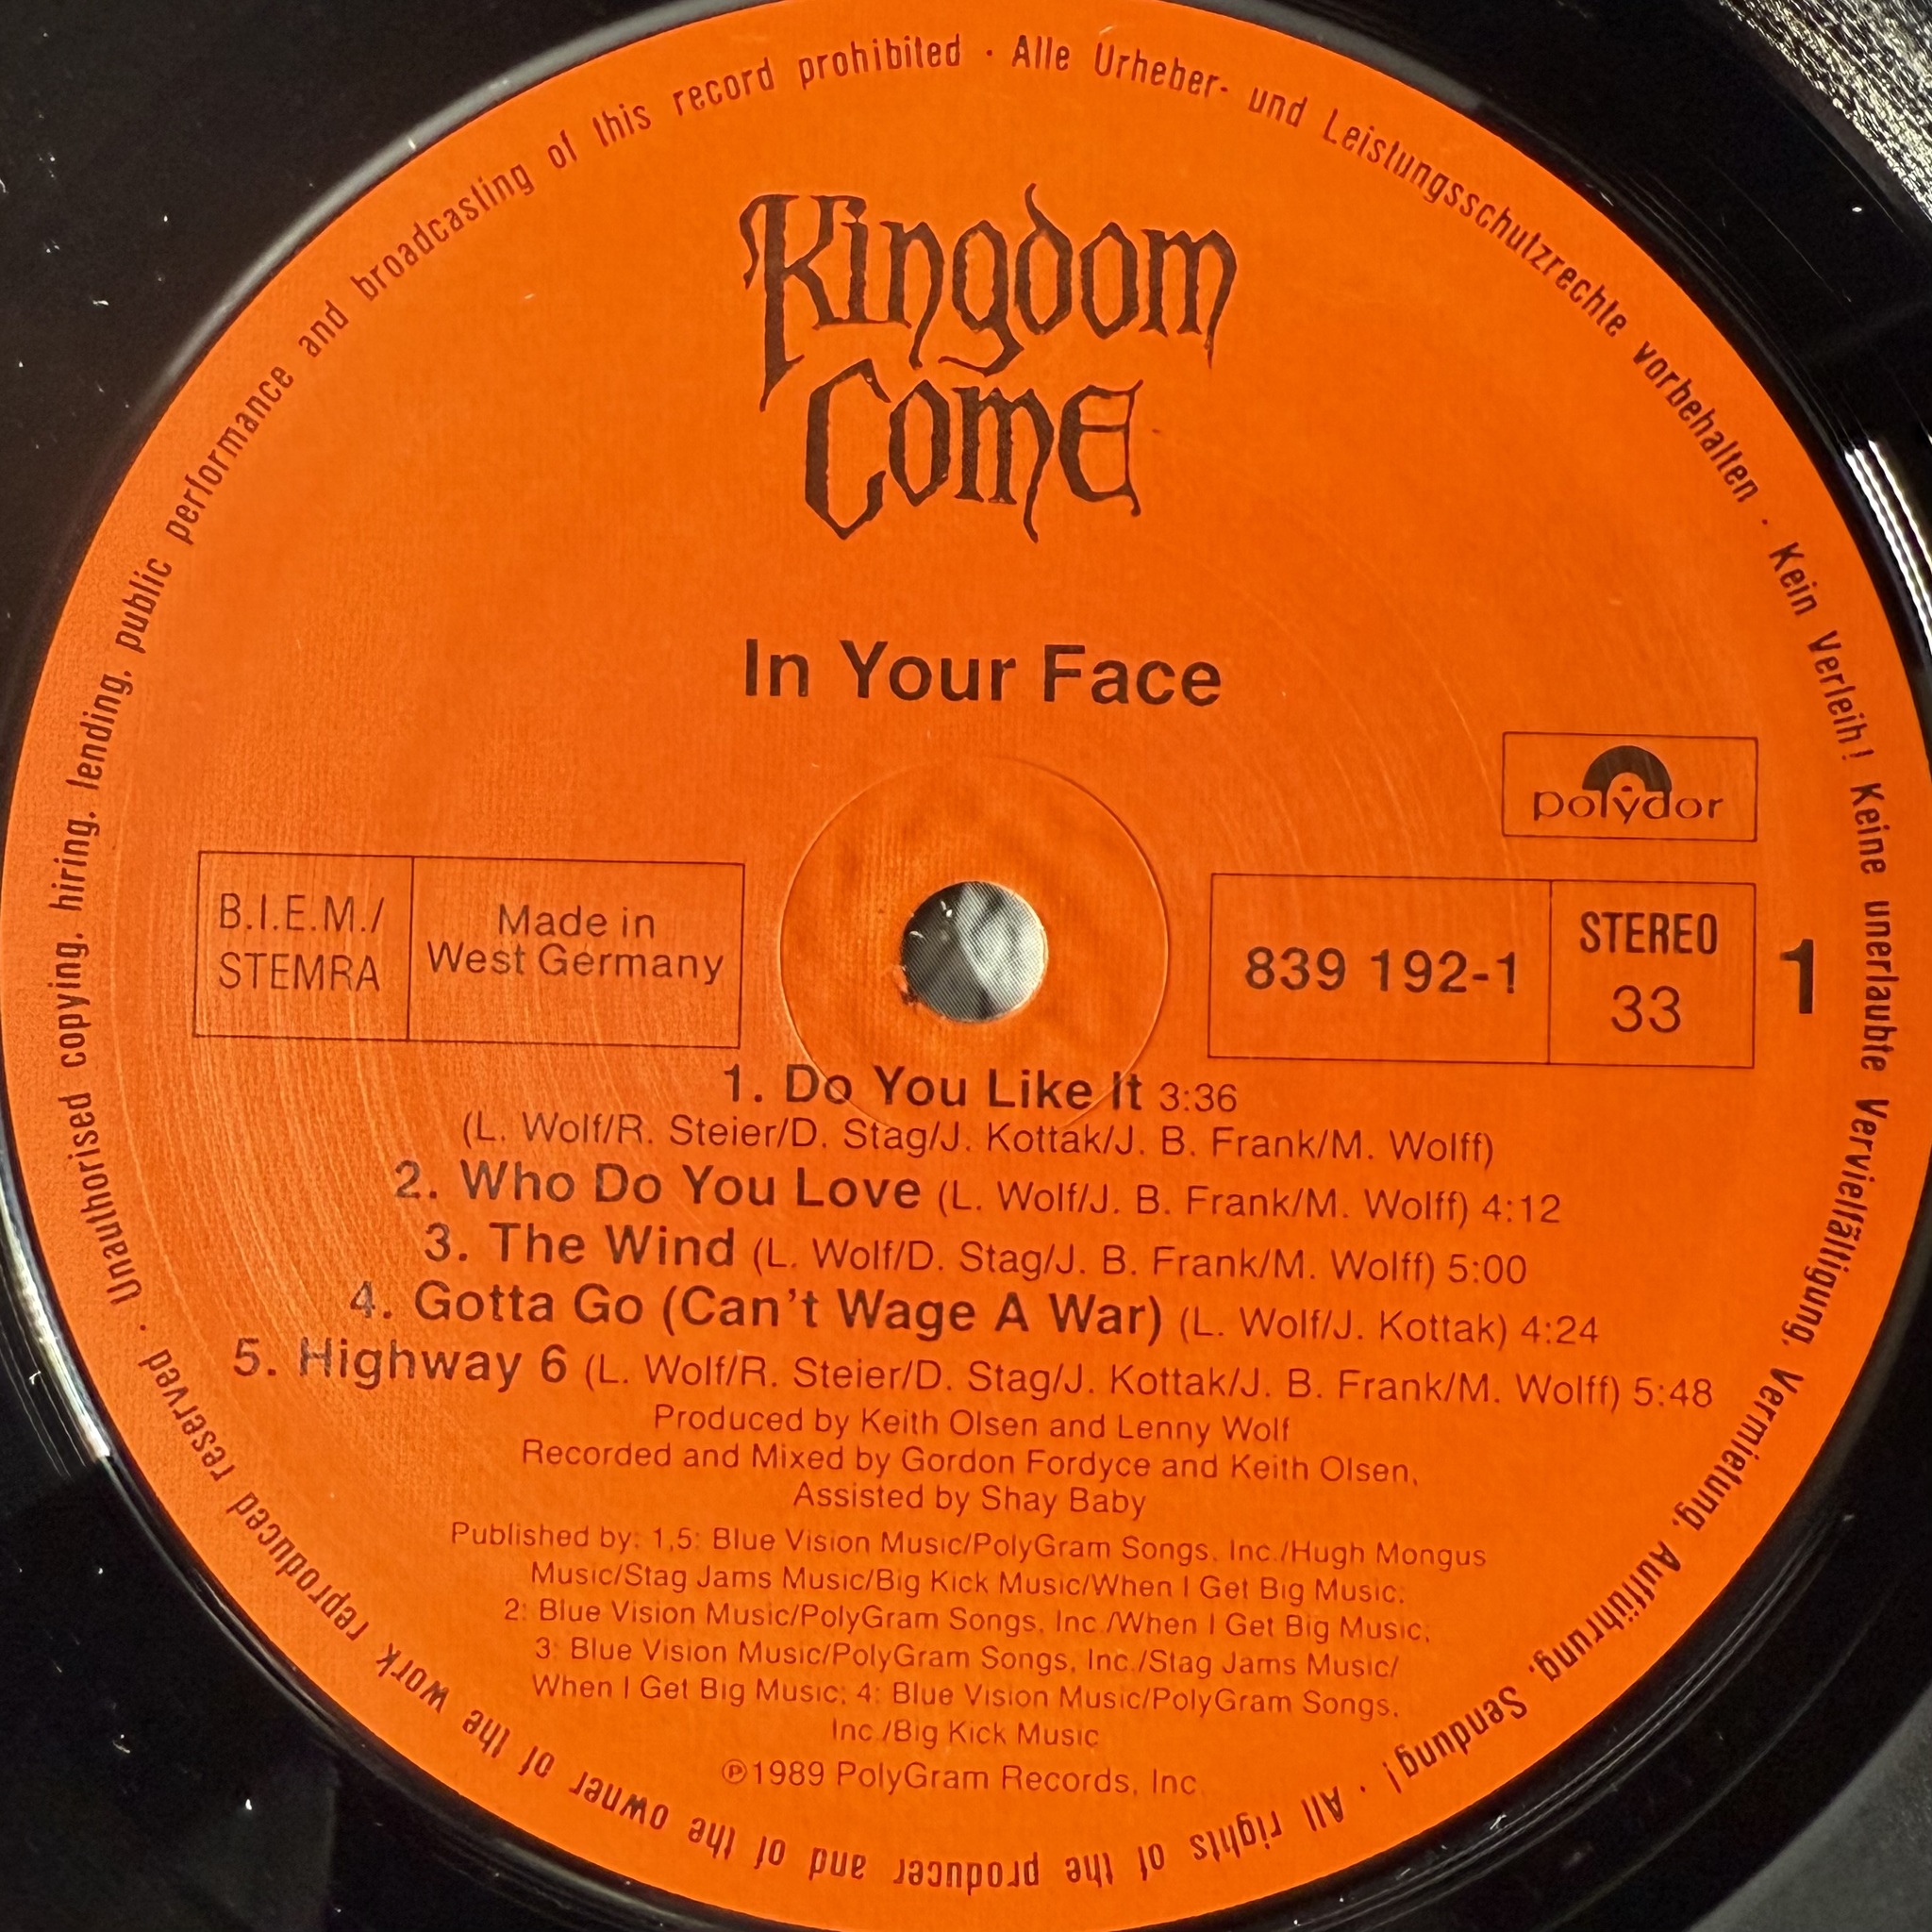 Kingdom
Come
In Your Face
polydor
B.I.E.M./
STEMRA
Made in
West Germany
839 192-1
STEREO
33
1
1. Do You Like It 3:36
(L. Wolf/R. Steier/D. Stag/J. Kottak/J. B. Frank/M. Wolff)
2. Who Do You Love (L. Wolf/J. B. Frank/M. Wolff) 4:12
3. The Wind (L. Wolf/D. Stag/J. B. Frank/M. Wolff) 5:00
4. Gotta Go (Can't Wage A War) (L. Wolf/J. Kottak) 4:24
5. Highway 6 (L. Wolf/R. Steier/D. Stag/J. Kottak/J. B. Frank/M. Wolff) 5:48
Produced by Keith Olsen and Lenny Wolf
Recorded and Mixed by Gordon Fordyce and Keith Olsen,
Assisted by Shay Baby
Published by: 1,5: Blue Vision Music/PolyGram Songs, Inc./Hugh Mongus
Music/Stag Jams Music/Big Kick Music/When I Get Big Music;
2: Blue Vision Music/PolyGram Songs, Inc./When I Get Big Music;
3: Blue Vision Music/PolyGram Songs, Inc./Stag Jams Music/
When I Get Big Music; 4: Blue Vision Music/PolyGram Songs,
Inc./Big Kick Music
℗1989 PolyGram Records, Inc.
Alle Urheber- und Leistungsschutzrechte vorbehalten · Kein Verleih! Keine unerlaubte Vervielfältigung, Vermietung, Aufführung, Sendung! · All rights of the producer and of the owner of the work reproduced reserved · Unauthorised copying, hiring, lending, public performance and broadcasting of this record prohibited ·